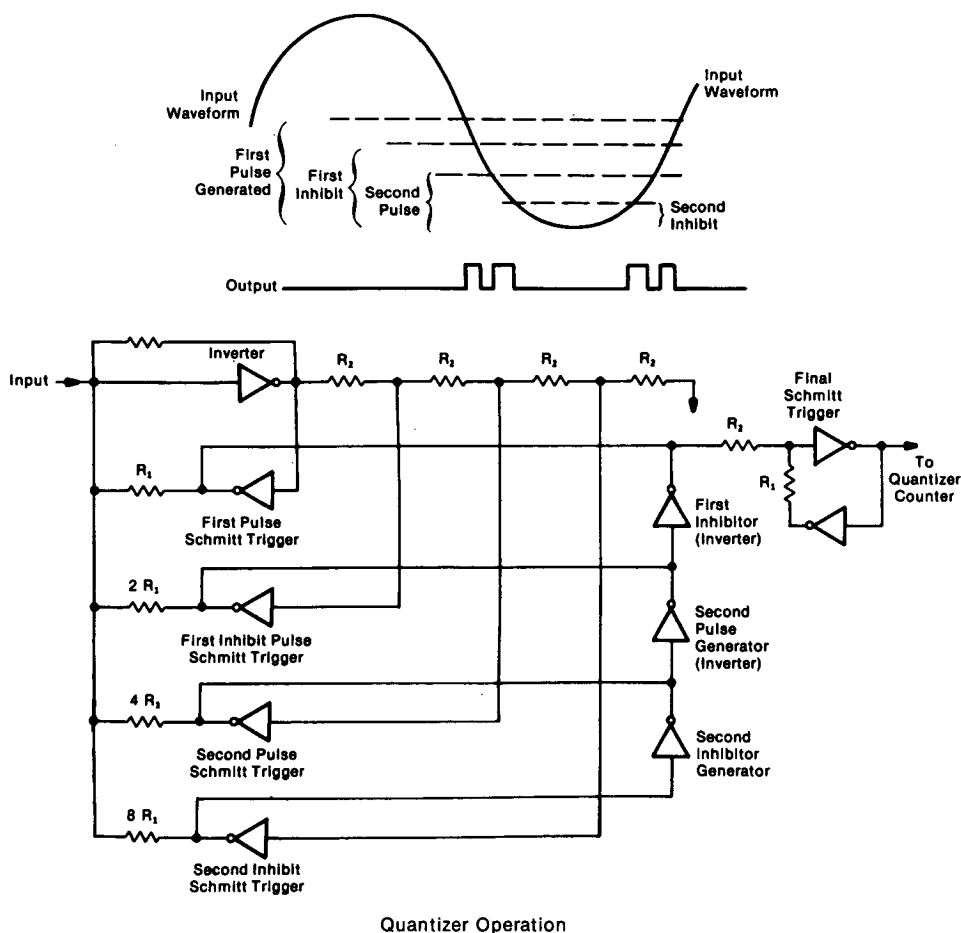 Input
Waveform
Input
Waveform
First
Pulse
Generated
First
Inhibit
Second
Pulse
Second
Inhibit
Output
Input
Inverter
R₂
R₂
R₂
R₂
Final
Schmitt
Trigger
R₂
R₁
To
Quantizer
Counter
R₁
First Pulse
Schmitt Trigger
First
Inhibitor
(Inverter)
2 R₁
First Inhibit Pulse
Schmitt Trigger
Second
Pulse
Generator
(Inverter)
4 R₁
Second Pulse
Schmitt Trigger
Second
Inhibitor
Generator
8 R₁
Second Inhibit
Schmitt Trigger
Quantizer Operation